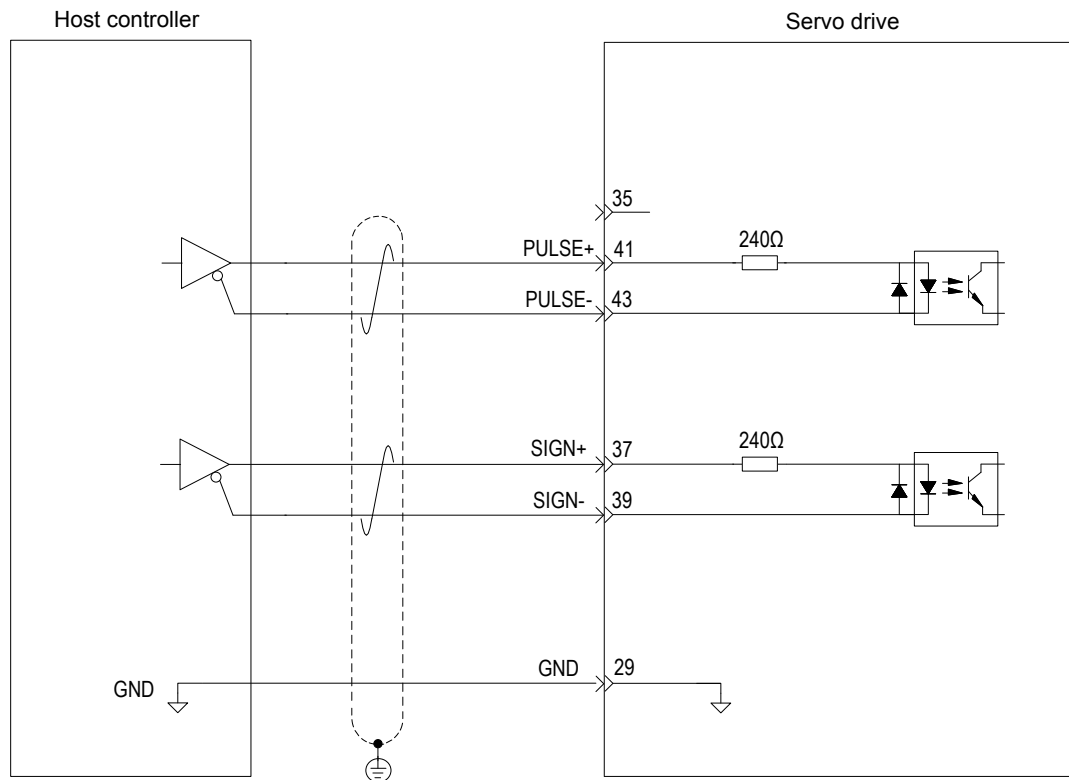 Host controller
Servo drive
35
PULSE+ 41 240Ω
PULSE- 43
SIGN+ 37 240Ω
SIGN- 39
GND GND 29